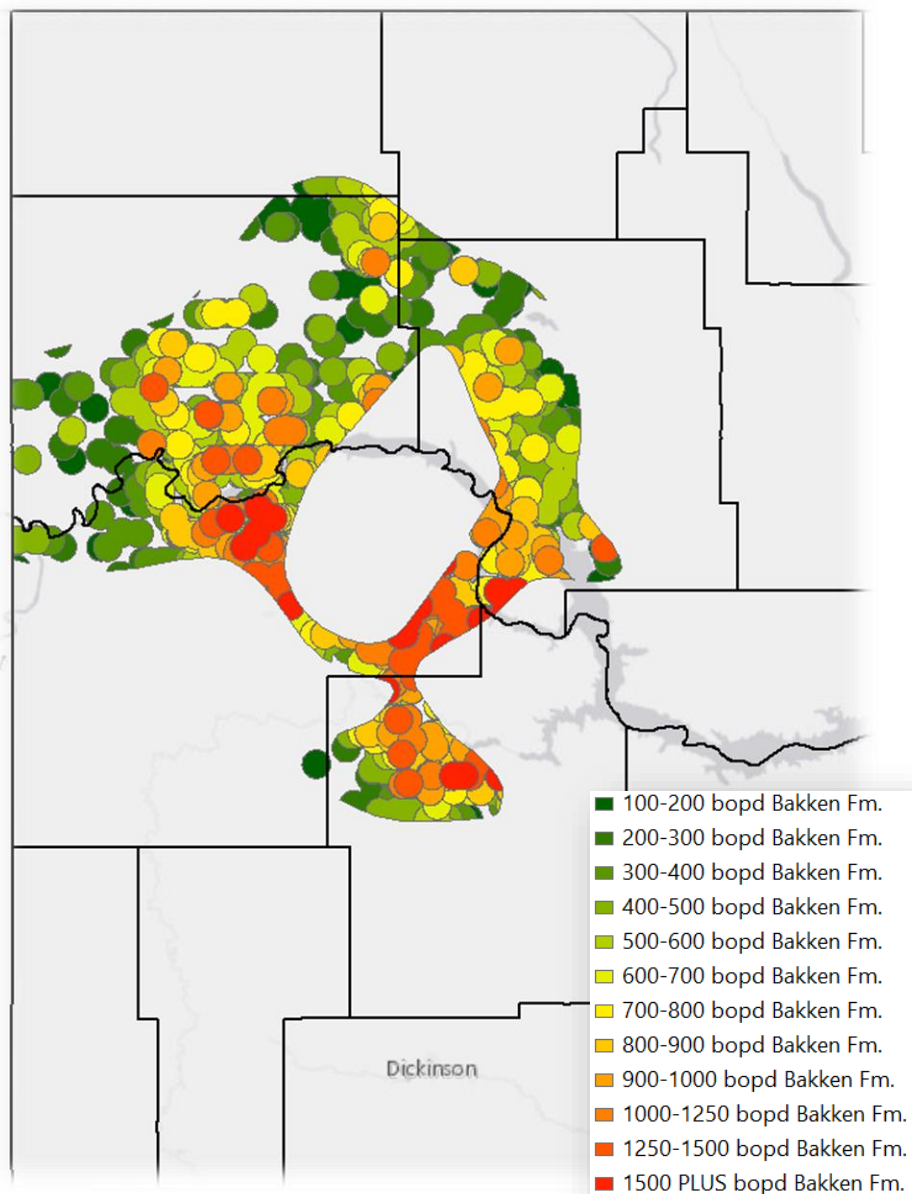 Dickinson
100-200 bopd Bakken Fm.
200-300 bopd Bakken Fm.
300-400 bopd Bakken Fm.
400-500 bopd Bakken Fm.
500-600 bopd Bakken Fm.
600-700 bopd Bakken Fm.
700-800 bopd Bakken Fm.
800-900 bopd Bakken Fm.
900-1000 bopd Bakken Fm.
1000-1250 bopd Bakken Fm.
1250-1500 bopd Bakken Fm.
1500 PLUS bopd Bakken Fm.